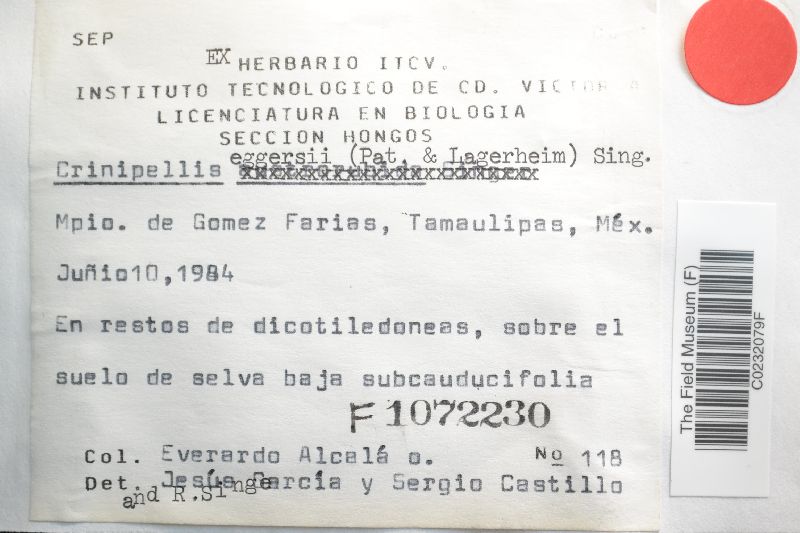 SEP
EX HERBARIO ITCV.
INSTITUTO TECNOLOGICO DE CD. VICTORIA
LICENCIATURA EN BIOLOGIA
SECCION HONGOS
eggersii (Pat. & Lagerheim) Sing.
Crinipellis
Mpio. de Gomez Farias, Tamaulipas, Méx.
Juñio10,1984
En restos de dicotiledoneas, sobre el
suelo de selva baja subcauducifolia
F 1072230
Col. Everardo Alcalá o. Nº 118
Det. Jesús García y Sergio Castillo
and R.Singe
The Field Museum (F)
C0232079F